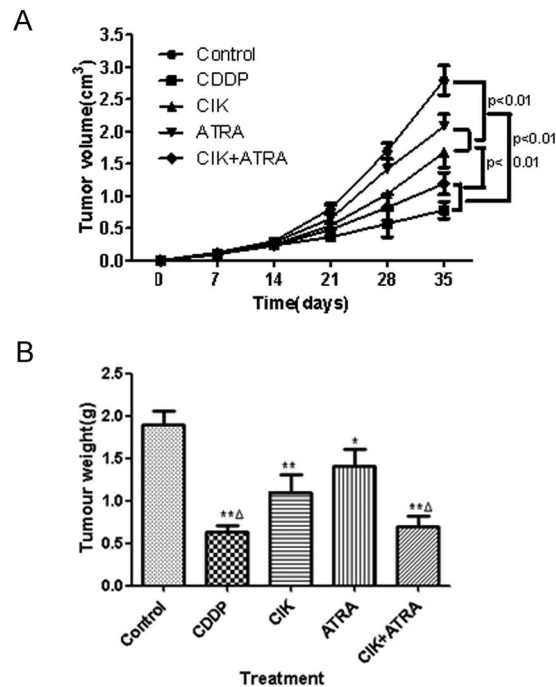 A
Tumor volume(cm³)
3.5
3.0
2.5
2.0
1.5
1.0
0.5
0.0
Control
CDDP
CIK
ATRA
CIK+ATRA
p<0.01
p<0.01
p< 0.01
0 7 14 21 28 35
Time(days)
B
Tumour weight(g)
2.5
2.0
1.5
1.0
0.5
0.0
**Δ
**
*
**Δ
Control CDDP CIK ATRA CIK+ATRA
Treatment